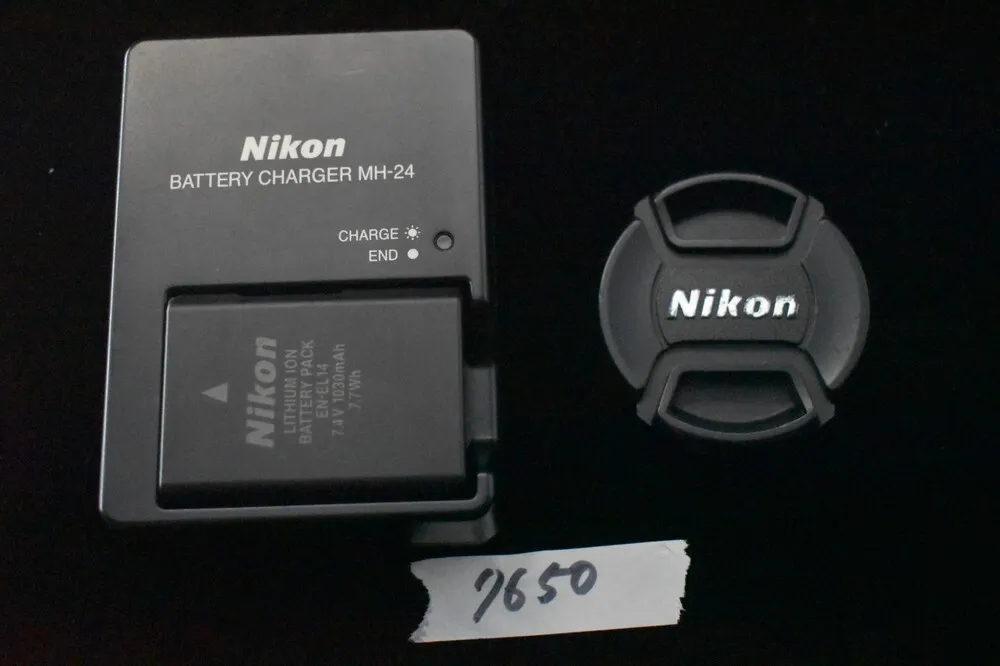 Nikon
BATTERY CHARGER MH-24
CHARGE
END
Nikon
LITHIUM ION
BATTERY PACK
EN-EL14
7.4V 1030mAh
7.7Wh
Nikon
7650